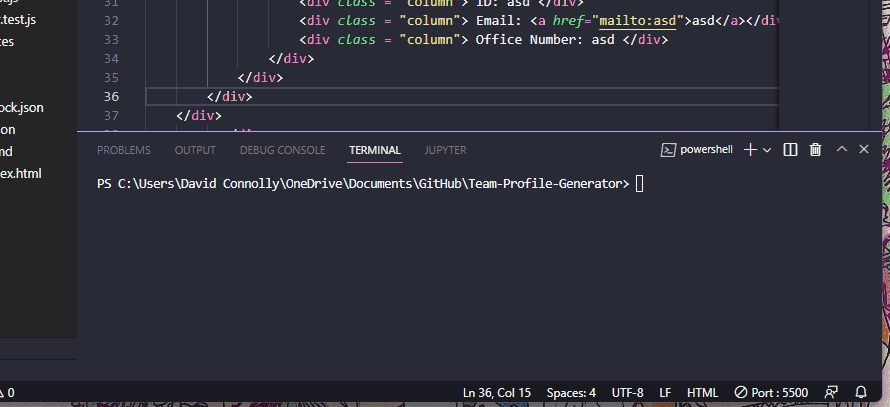 s.js
.test.js
tes
ock.json
on
md
ex.html
31 <div class = "column"> ID: asd </div>
32 <div class = "column"> Email: <a href="mailto:asd">asd</a></div
33 <div class = "column"> Office Number: asd </div>
34 </div>
35 </div>
36 </div>
37 </div>
PROBLEMS OUTPUT DEBUG CONSOLE TERMINAL JUPYTER powershell
PS C:\Users\David Connolly\OneDrive\Documents\GitHub\Team-Profile-Generator>
0 Ln 36, Col 15 Spaces: 4 UTF-8 LF HTML Port : 5500